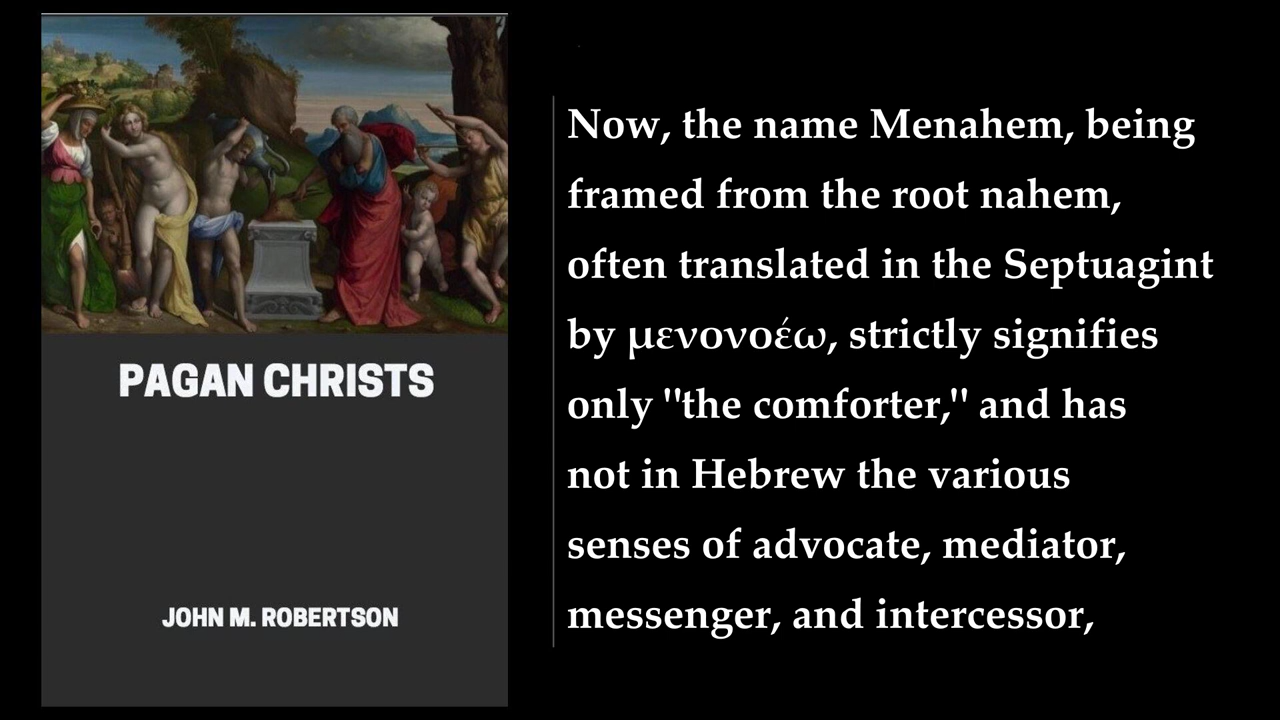 PAGAN CHRISTS
JOHN M. ROBERTSON
Now, the name Menahem, being
framed from the root nahem,
often translated in the Septuagint
by μενονοέω, strictly signifies
only "the comforter," and has
not in Hebrew the various
senses of advocate, mediator,
messenger, and intercessor,